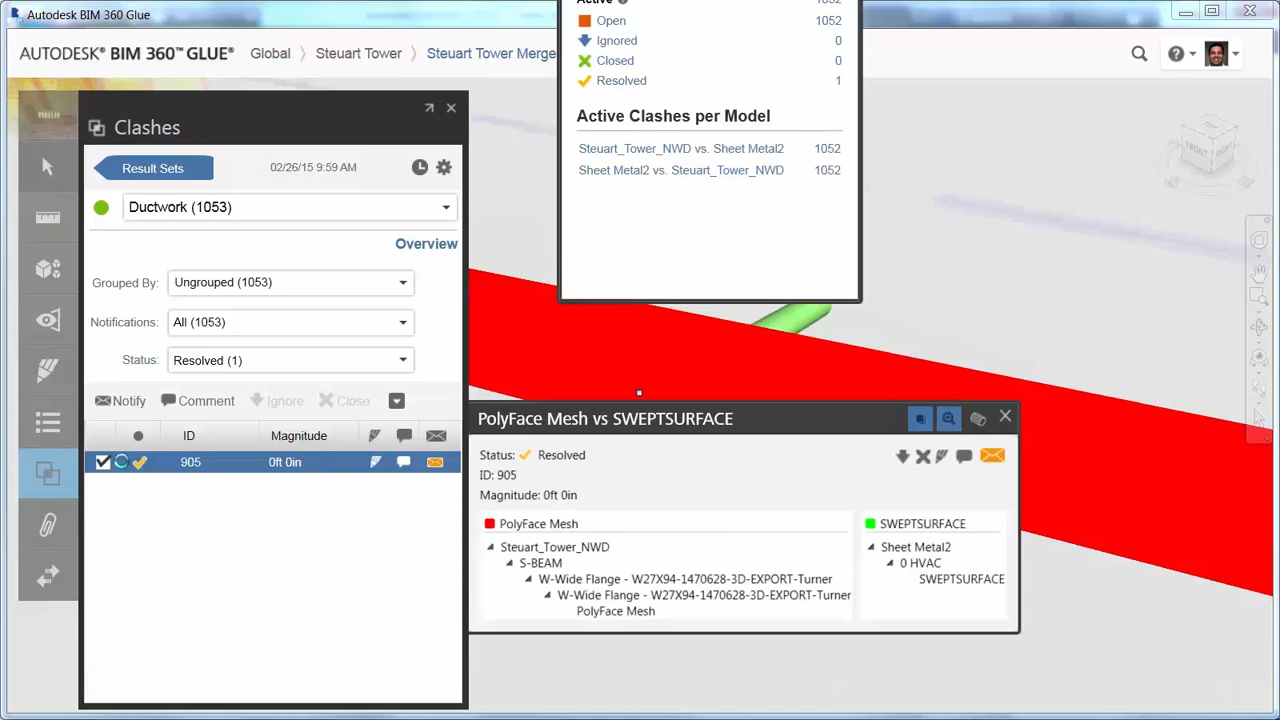 Autodesk BIM 360 Glue
AUTODESK® BIM 360™ GLUE®
Global
Steuart Tower
Steuart Tower Merge
Active
1052
Open
1052
Ignored
0
Closed
0
Resolved
1
Active Clashes per Model
Steuart_Tower_NWD vs. Sheet Metal2
1052
Sheet Metal2 vs. Steuart_Tower_NWD
1052
Clashes
Result Sets
02/26/15 9:59 AM
Ductwork (1053)
Overview
Grouped By:
Ungrouped (1053)
Notifications:
All (1053)
Status:
Resolved (1)
Notify
Comment
Ignore
Close
ID
Magnitude
905
0ft 0in
PolyFace Mesh vs SWEPTSURFACE
Status:
Resolved
ID: 905
Magnitude: 0ft 0in
PolyFace Mesh
Steuart_Tower_NWD
S-BEAM
W-Wide Flange - W27X94-1470628-3D-EXPORT-Turner
W-Wide Flange - W27X94-1470628-3D-EXPORT-Turner
PolyFace Mesh
SWEPTSURFACE
Sheet Metal2
0 HVAC
SWEPTSURFACE